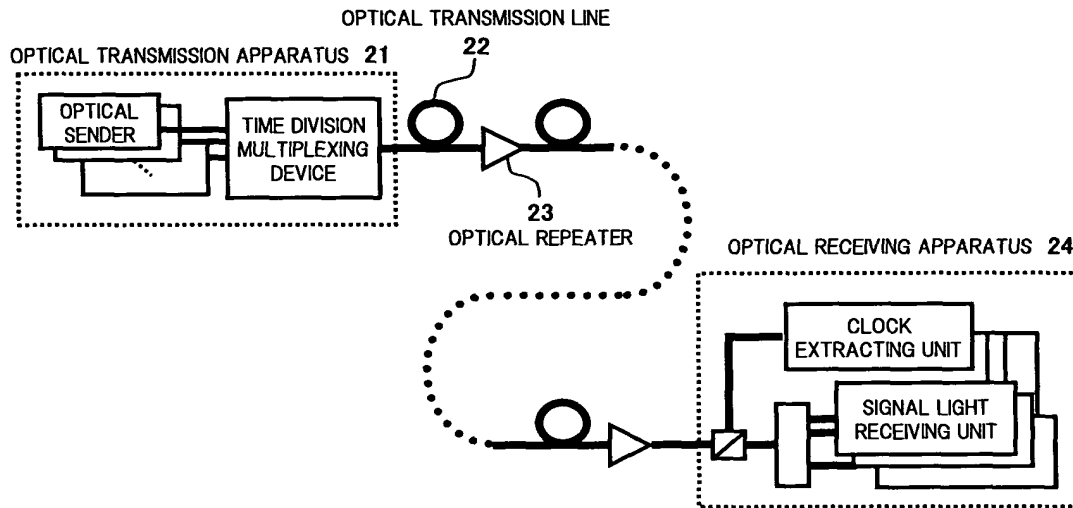 OPTICAL TRANSMISSION LINE
22
OPTICAL TRANSMISSION APPARATUS 21
OPTICAL
SENDER
TIME DIVISION
MULTIPLEXING
DEVICE
23
OPTICAL REPEATER
OPTICAL RECEIVING APPARATUS 24
CLOCK
EXTRACTING UNIT
SIGNAL LIGHT
RECEIVING UNIT